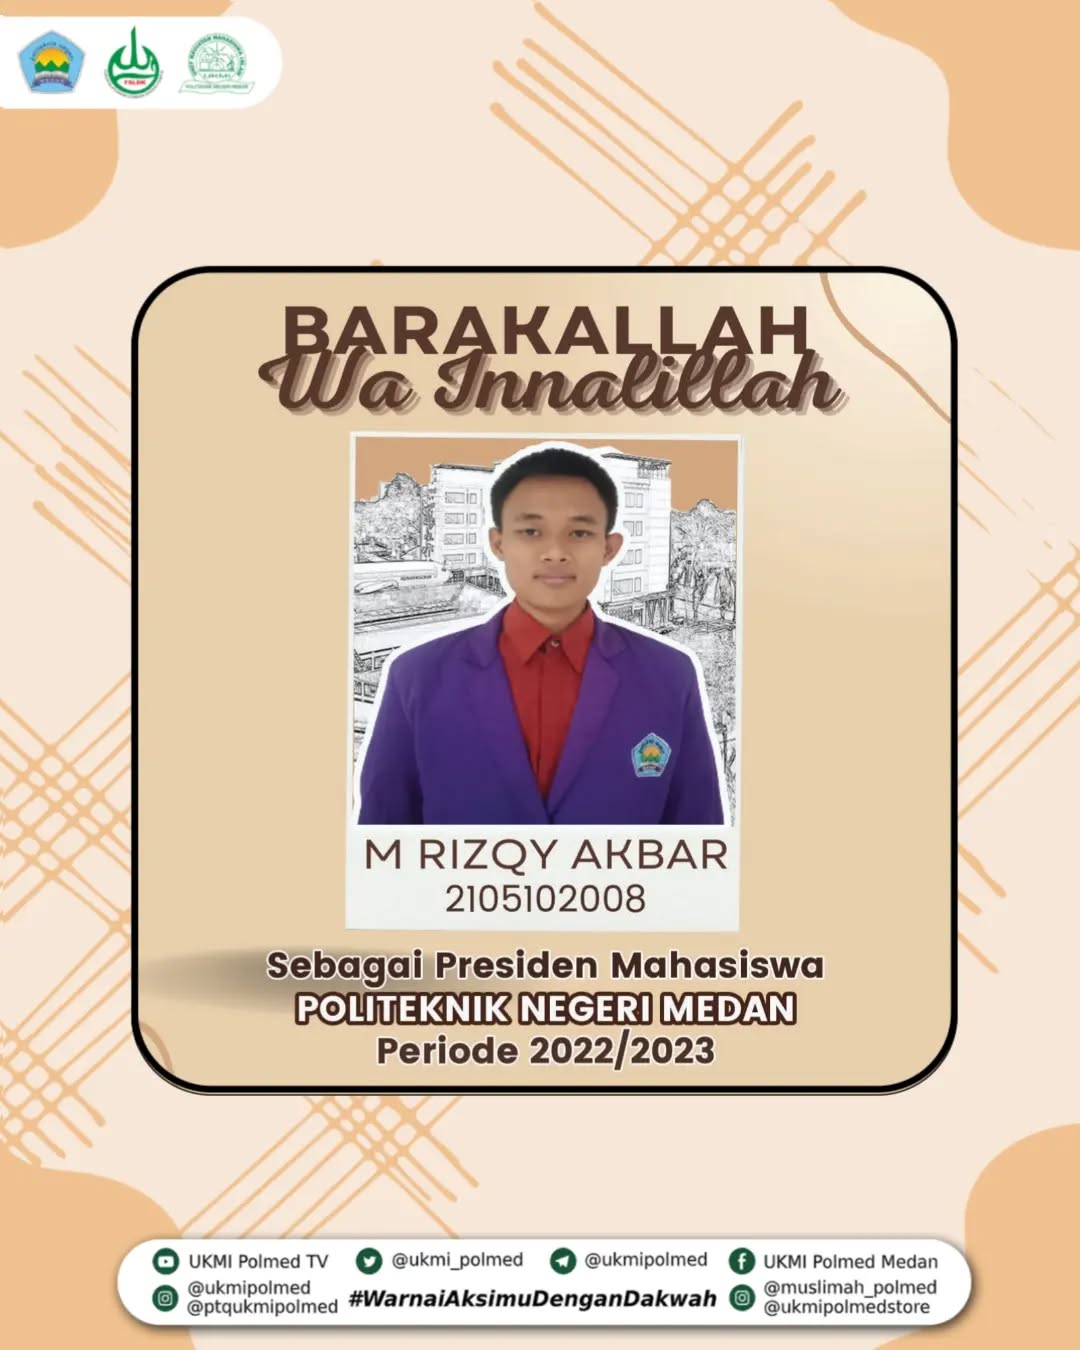 BARAKALLAH
Wa Innalillah
M RIZQY AKBAR
2105102008
Sebagai Presiden Mahasiswa
POLITEKNIK NEGERI MEDAN
Periode 2022/2023
UKMI Polmed TV
@ukmi_polmed
@ukmipolmed
UKMI Polmed Medan
@ukmipolmed
@ptqukmipolmed
#WarnaiAksimuDenganDakwah
@muslimah_polmed
@ukmipolmedstore